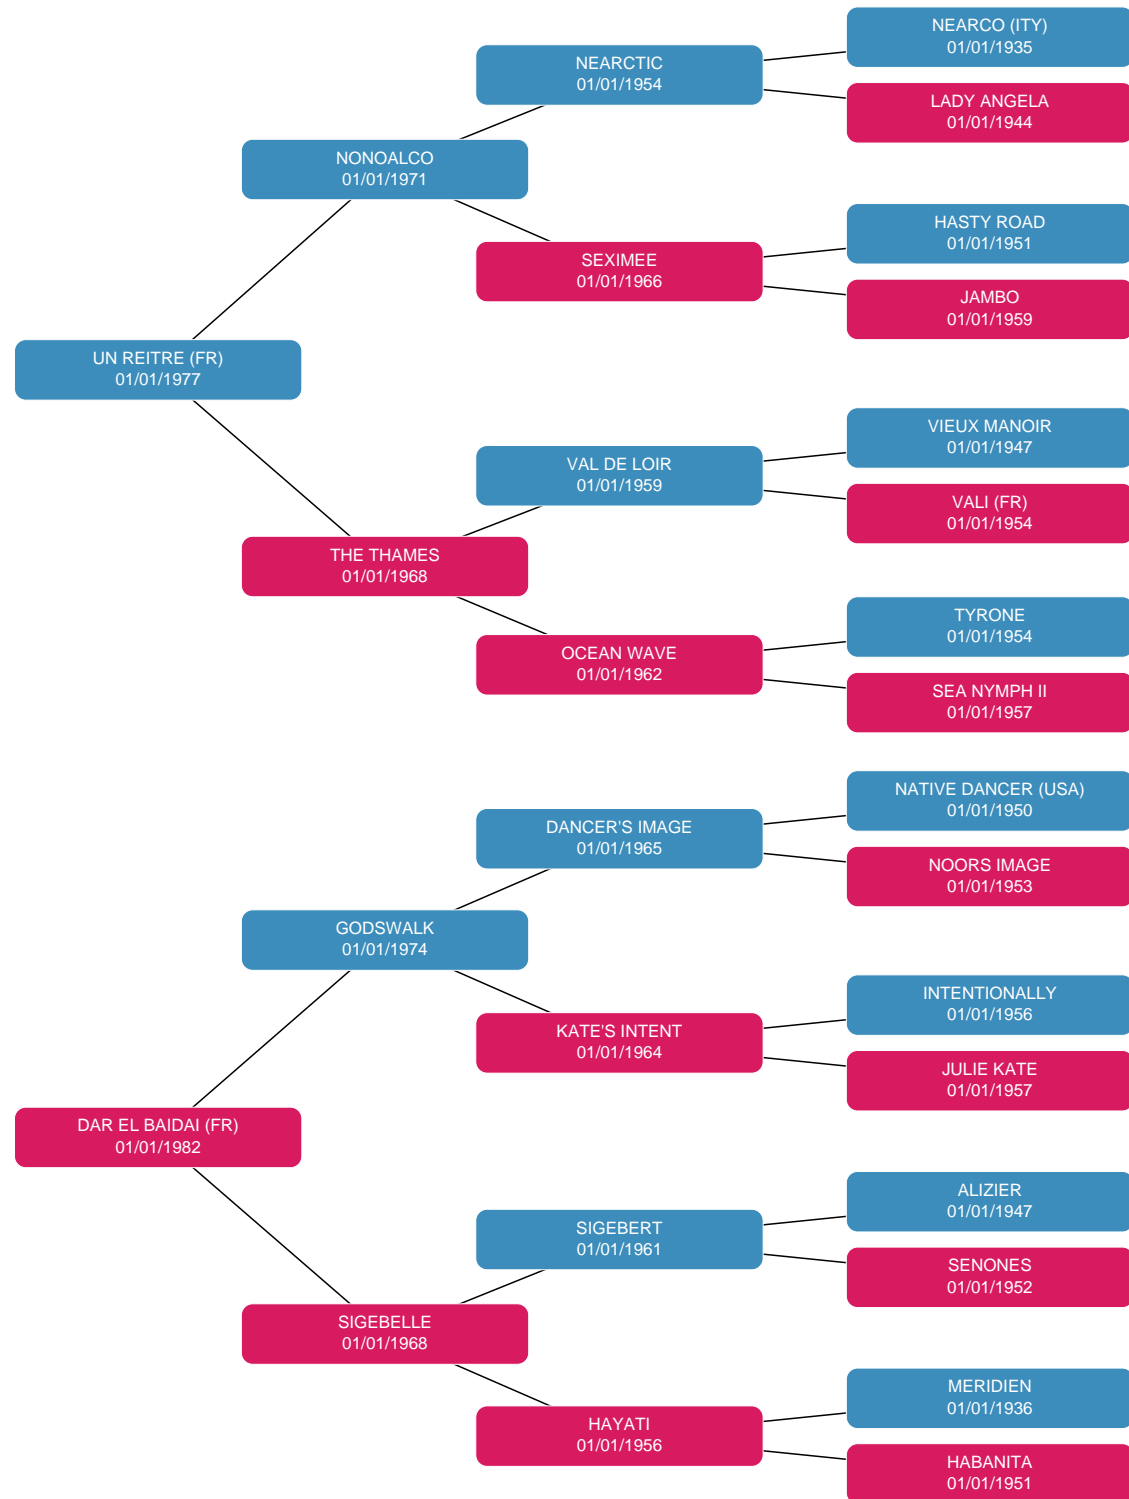 NEARCO (ITY)
01/01/1935
NEARCTIC
01/01/1954
LADY ANGELA
01/01/1944
NONOALCO
01/01/1971
HASTY ROAD
01/01/1951
SEXIMEE
01/01/1966
JAMBO
01/01/1959
UN REITRE (FR)
01/01/1977
VIEUX MANOIR
01/01/1947
VAL DE LOIR
01/01/1959
VALI (FR)
01/01/1954
THE THAMES
01/01/1968
TYRONE
01/01/1954
OCEAN WAVE
01/01/1962
SEA NYMPH II
01/01/1957
NATIVE DANCER (USA)
01/01/1950
DANCER'S IMAGE
01/01/1965
NOORS IMAGE
01/01/1953
GODSWALK
01/01/1974
INTENTIONALLY
01/01/1956
KATE'S INTENT
01/01/1964
JULIE KATE
01/01/1957
DAR EL BAIDAI (FR)
01/01/1982
ALIZIER
01/01/1947
SIGEBERT
01/01/1961
SENONES
01/01/1952
SIGEBELLE
01/01/1968
MERIDIEN
01/01/1936
HAYATI
01/01/1956
HABANITA
01/01/1951